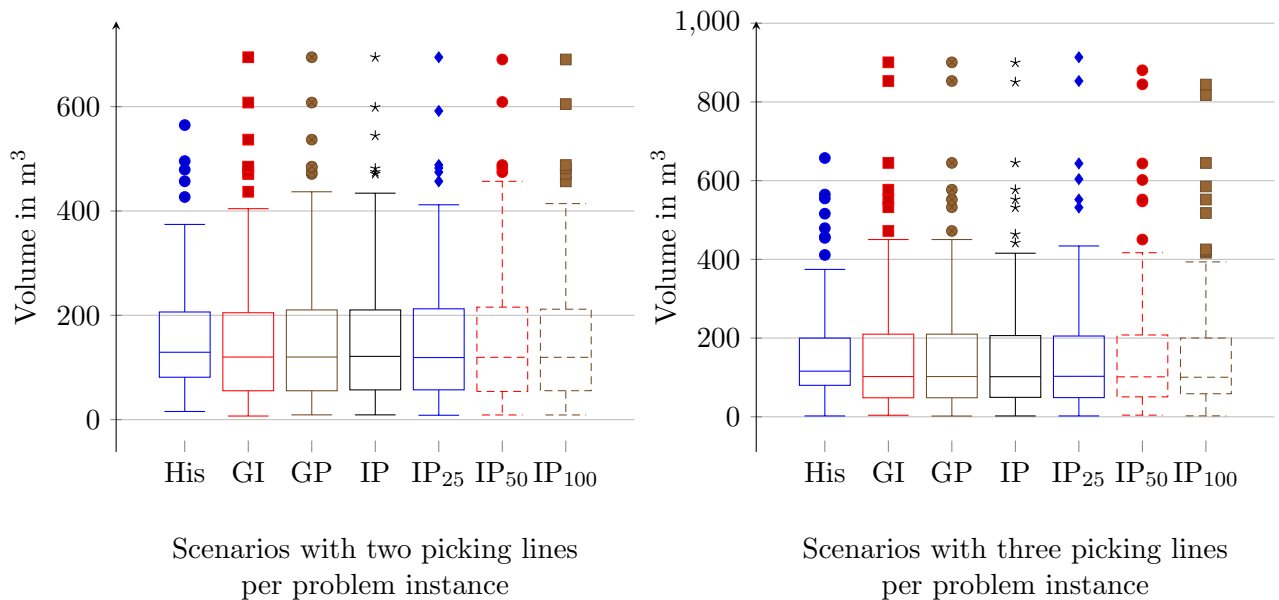 Volume in m³
600
400
200
0
His GI GP IP IP₂₅ IP₅₀ IP₁₀₀
Scenarios with two picking lines
per problem instance
Volume in m³
1,000
800
600
400
200
0
His GI GP IP IP₂₅ IP₅₀ IP₁₀₀
Scenarios with three picking lines
per problem instance